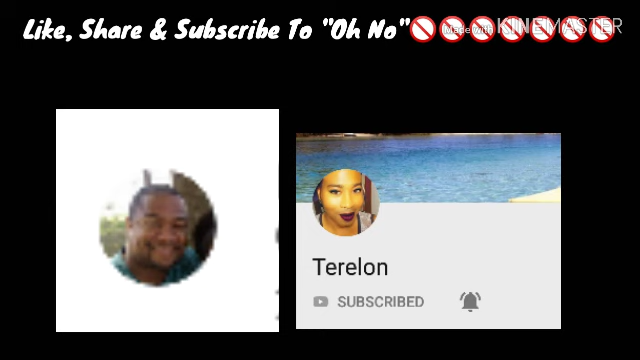 Like, Share & Subscribe To "Oh No"
Made with KINEMASTER
Terelon
SUBSCRIBED